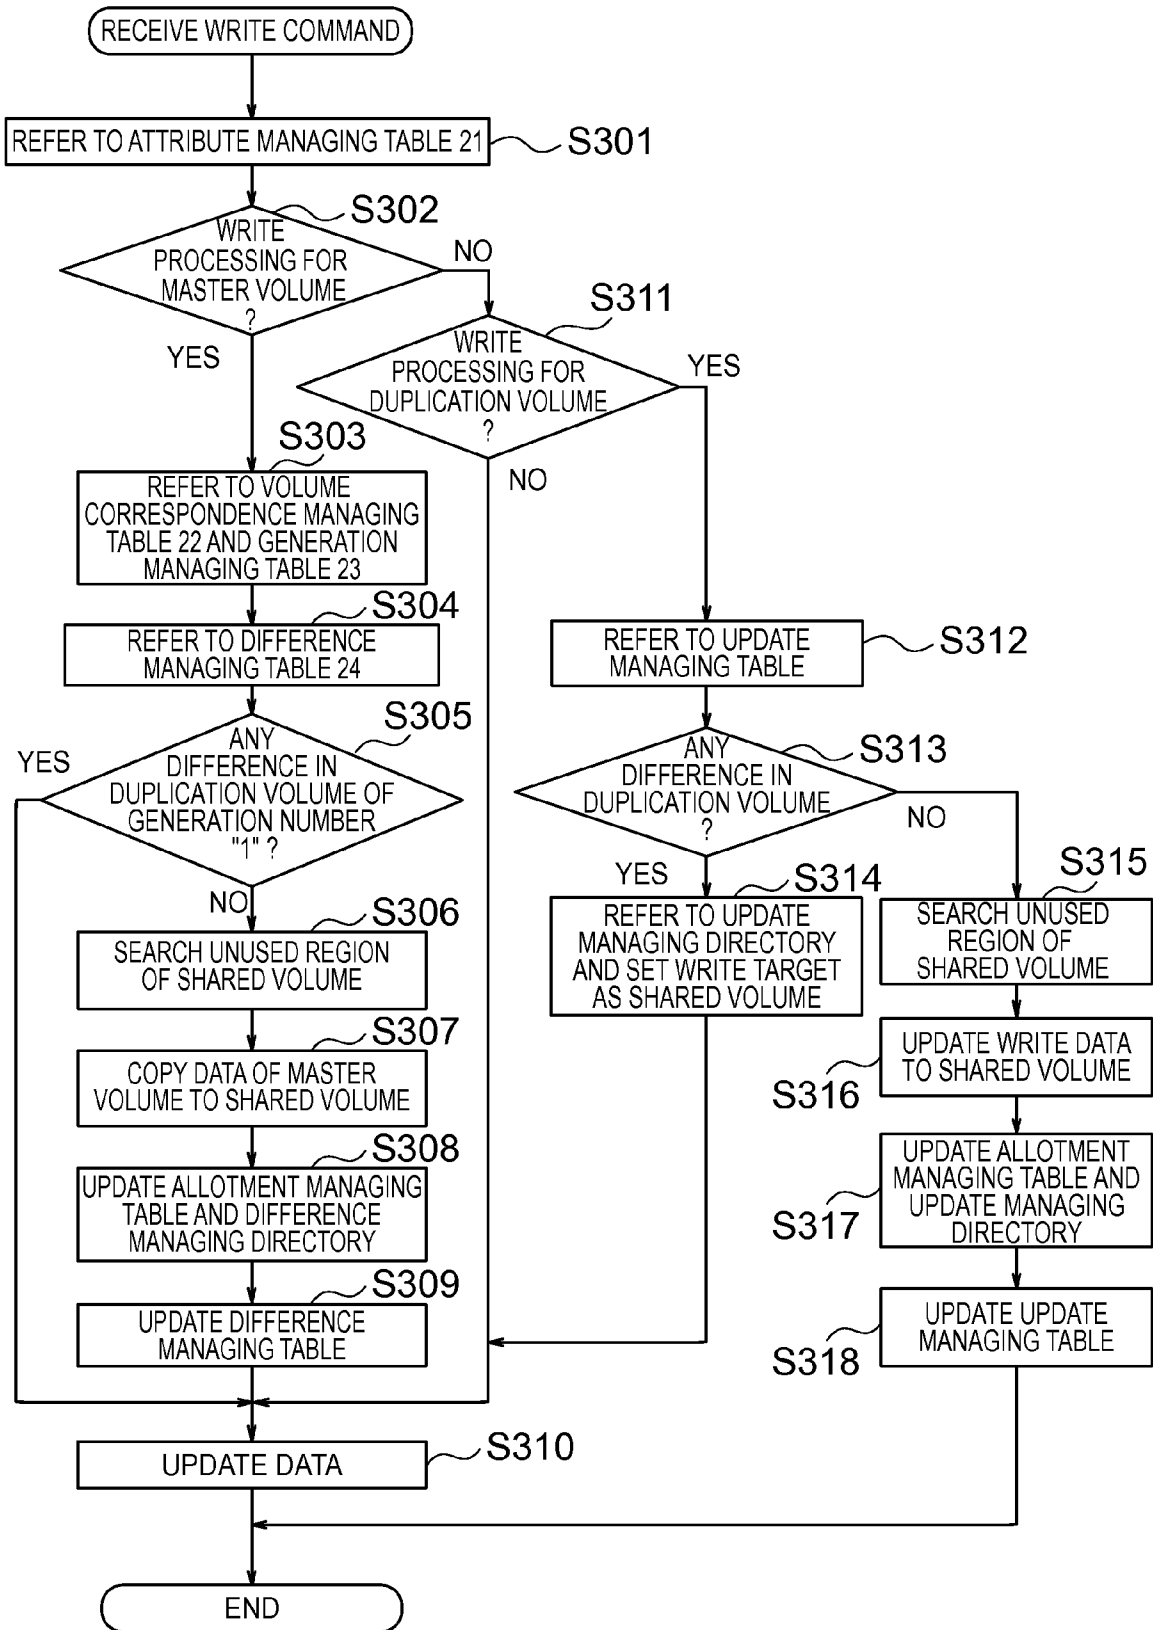 RECEIVE WRITE COMMAND
REFER TO ATTRIBUTE MANAGING TABLE 21
S301
S302
WRITE
PROCESSING FOR
MASTER VOLUME
?
NO
YES
S311
WRITE
PROCESSING FOR
DUPLICATION VOLUME
?
YES
NO
S303
REFER TO VOLUME
CORRESPONDENCE MANAGING
TABLE 22 AND GENERATION
MANAGING TABLE 23
S304
REFER TO DIFFERENCE
MANAGING TABLE 24
S305
ANY
DIFFERENCE IN
DUPLICATION VOLUME OF
GENERATION NUMBER
"1" ?
YES
NO
S306
SEARCH UNUSED REGION
OF SHARED VOLUME
S307
COPY DATA OF MASTER
VOLUME TO SHARED VOLUME
S308
UPDATE ALLOTMENT MANAGING
TABLE AND DIFFERENCE
MANAGING DIRECTORY
S309
UPDATE DIFFERENCE
MANAGING TABLE
S310
UPDATE DATA
END
S312
REFER TO UPDATE
MANAGING TABLE
S313
ANY
DIFFERENCE IN
DUPLICATION VOLUME
?
NO
YES
S314
REFER TO UPDATE
MANAGING DIRECTORY
AND SET WRITE TARGET
AS SHARED VOLUME
S315
SEARCH UNUSED
REGION OF
SHARED VOLUME
UPDATE WRITE DATA
TO SHARED VOLUME
S316
UPDATE ALLOTMENT
MANAGING TABLE AND
UPDATE MANAGING
DIRECTORY
S317
UPDATE UPDATE
MANAGING TABLE
S318